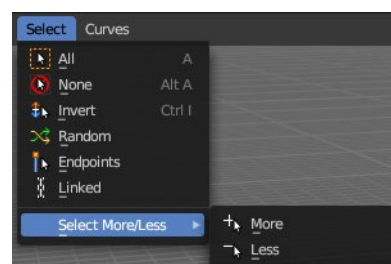 Select Curves
All A
None Alt A
Invert Ctrl I
Random
Endpoints
Linked
Select More/Less
More
Less